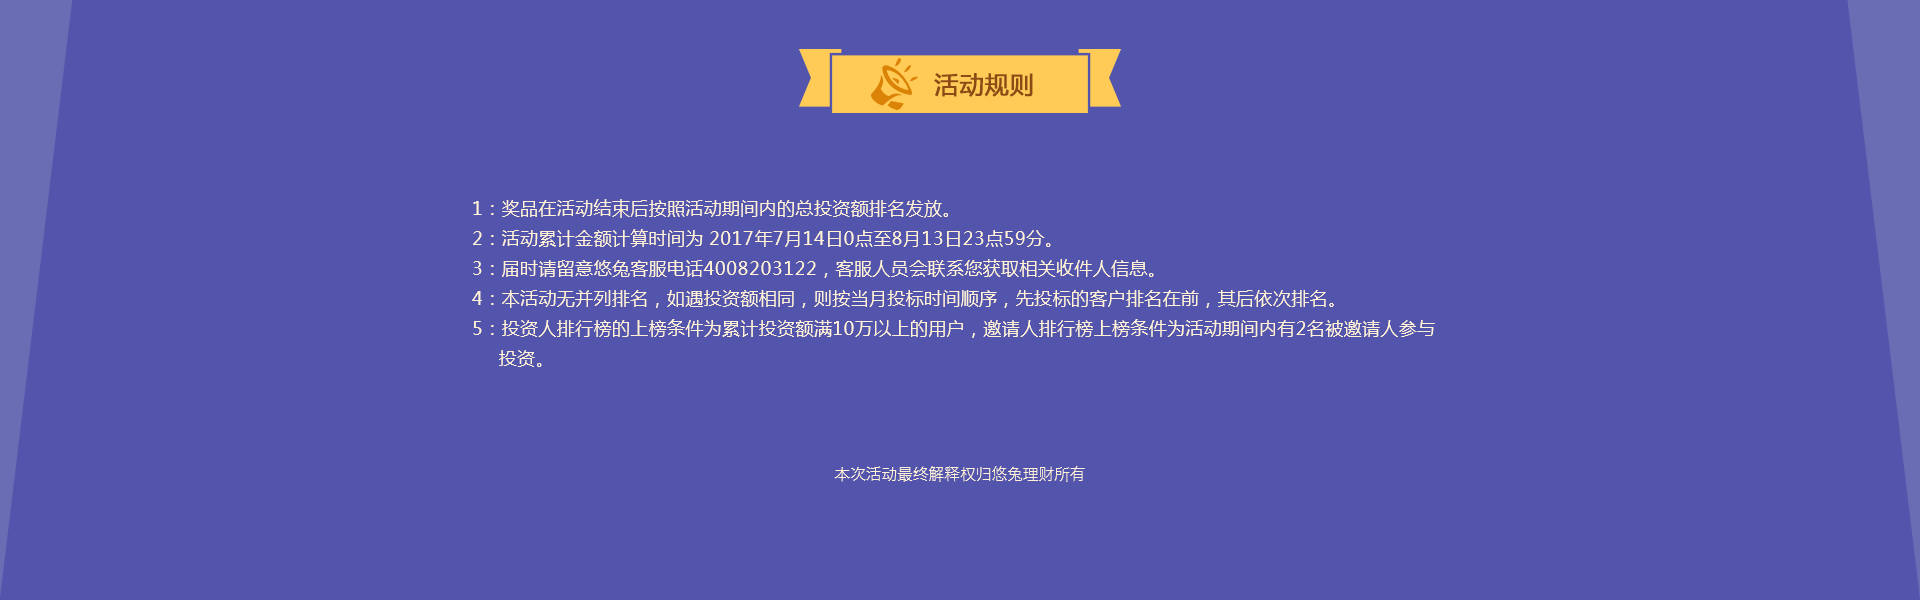 活动规则
1：奖品在活动结束后按照活动期间内的总投资额排名发放。
2：活动累计金额计算时间为 2017年7月14日0点至8月13日23点59分。
3：届时请留意悠兔客服电话4008203122，客服人员会联系您获取相关收件人信息。
4：本活动无并列排名，如遇投资额相同，则按当月投标时间顺序，先投标的客户排名在前，其后依次排名。
5：投资人排行榜的上榜条件为累计投资额满10万以上的用户，邀请人排行榜上榜条件为活动期间内有2名被邀请人参与
投资。
本次活动最终解释权归悠兔理财所有